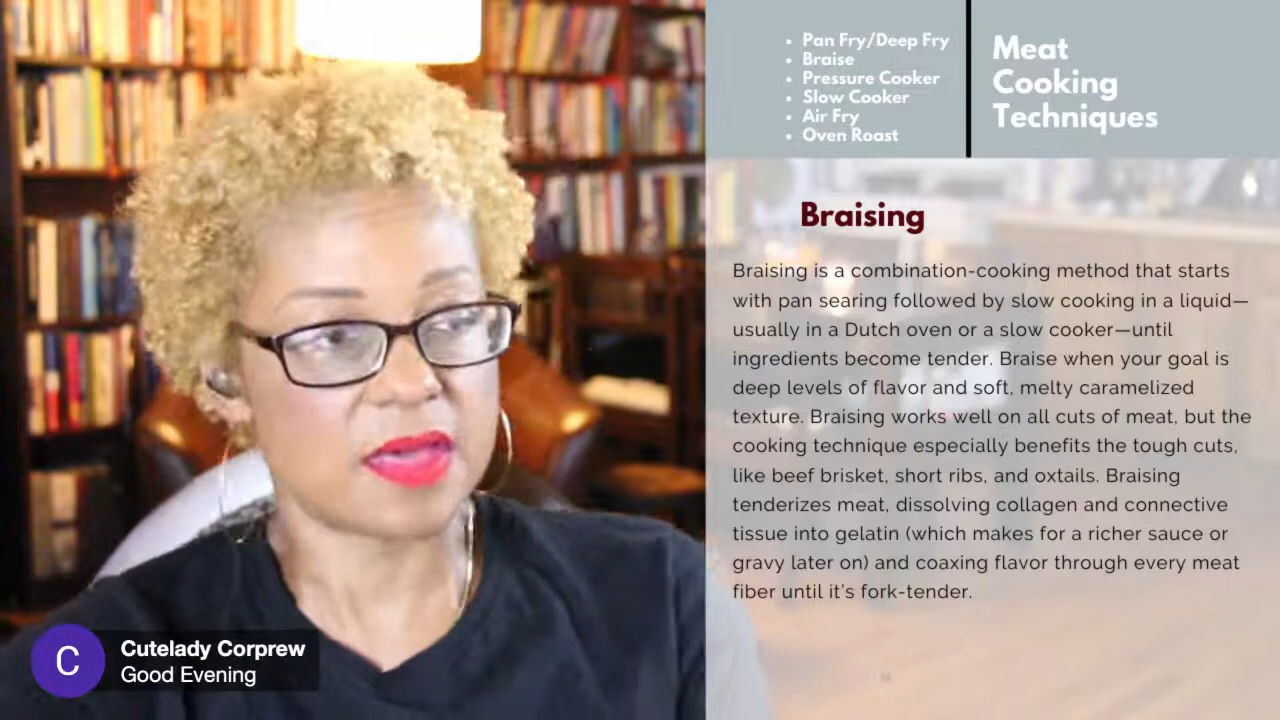 • Pan Fry/Deep Fry
• Braise
• Pressure Cooker
• Slow Cooker
• Air Fry
• Oven Roast
Meat
Cooking
Techniques
Braising
Braising is a combination-cooking method that starts
with pan searing followed by slow cooking in a liquid—
usually in a Dutch oven or a slow cooker—until
ingredients become tender. Braise when your goal is
deep levels of flavor and soft, melty caramelized
texture. Braising works well on all cuts of meat, but the
cooking technique especially benefits the tough cuts,
like beef brisket, short ribs, and oxtails. Braising
tenderizes meat, dissolving collagen and connective
tissue into gelatin (which makes for a richer sauce or
gravy later on) and coaxing flavor through every meat
fiber until it's fork-tender.
C
Cutelady Corprew
Good Evening